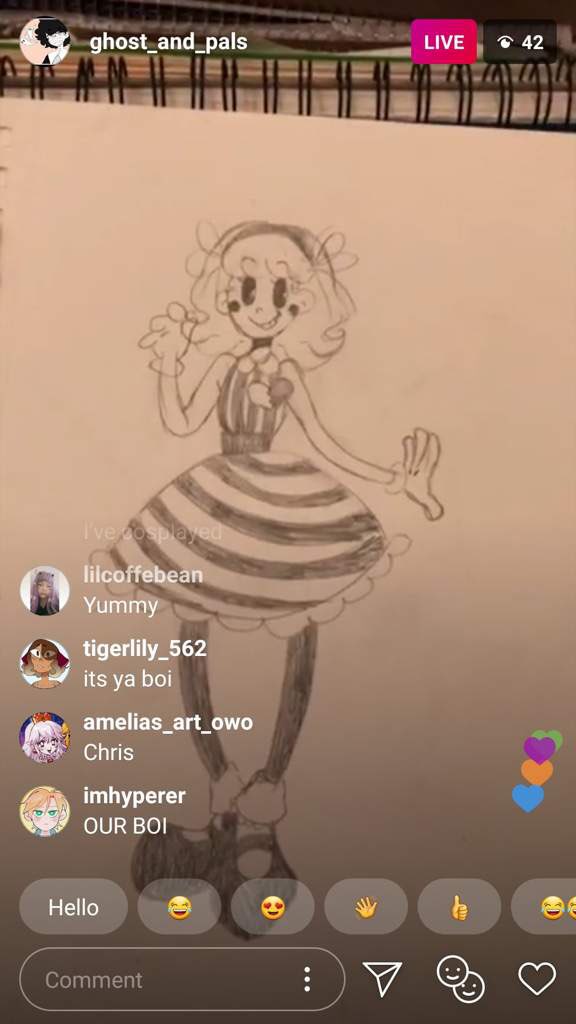 ghost_and_pals
LIVE
42
I've cosplayed
lilcoffebean
Yummy
tigerlily_562
its ya boi
amelias_art_owo
Chris
imhyperer
OUR BOI
Hello
Comment